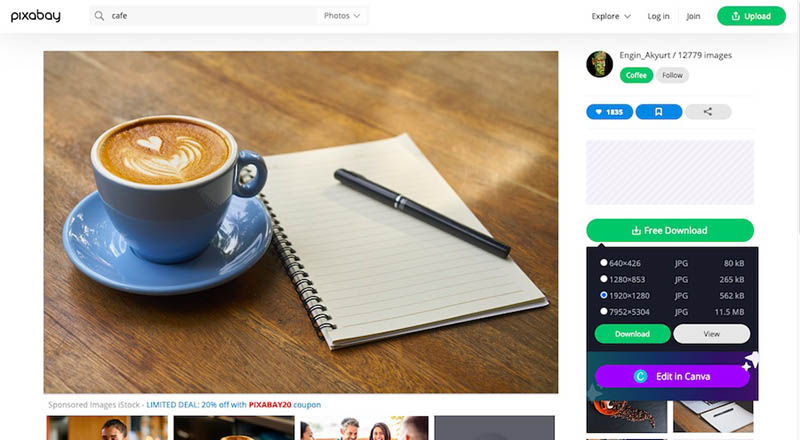 pixabay
cafe
Photos
Explore
Log in
Join
Upload
Engin_Akyurt / 12779 images
Coffee
Follow
1835
Free Download
640×426 JPG 80 kB
1280×853 JPG 265 kB
1920×1280 JPG 562 kB
7952×5304 JPG 11.5 MB
Download
View
Edit in Canva
Sponsored Images iStock - LIMITED DEAL: 20% off with PIXABAY20 coupon